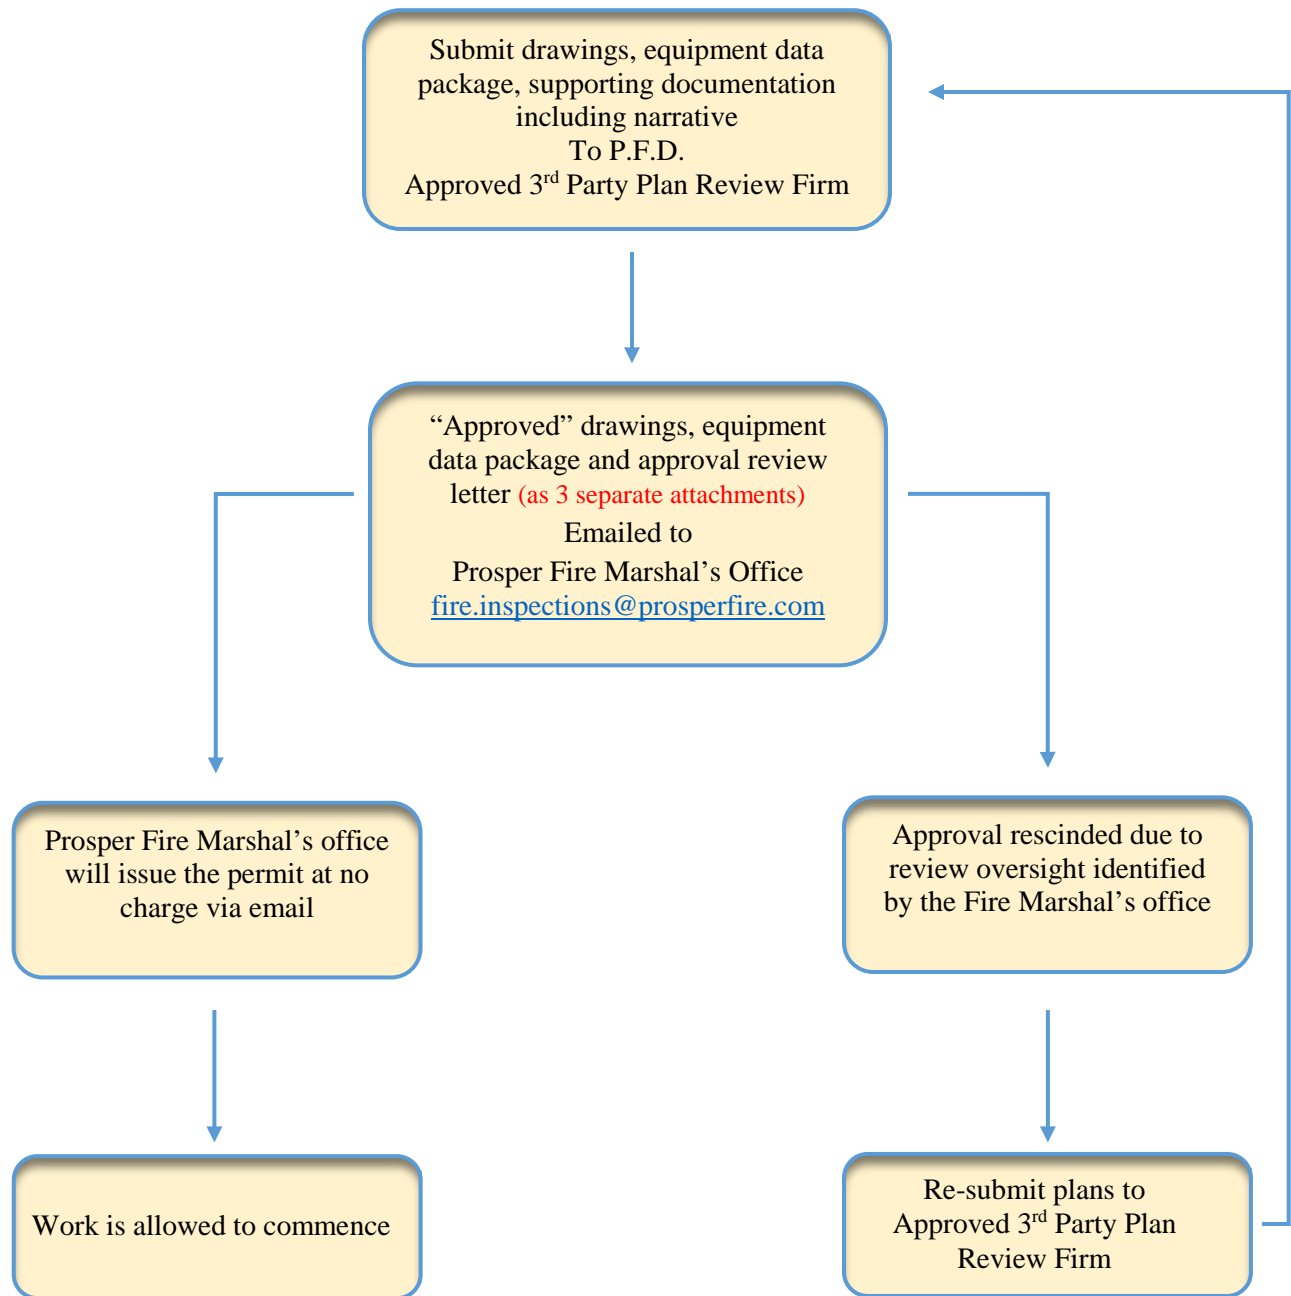 Submit drawings, equipment data
package, supporting documentation
including narrative
To P.F.D.
Approved 3rd Party Plan Review Firm
“Approved” drawings, equipment
data package and approval review
letter (as 3 separate attachments)
Emailed to
Prosper Fire Marshal’s Office
fire.inspections@prosperfire.com
Prosper Fire Marshal’s office
will issue the permit at no
charge via email
Approval rescinded due to
review oversight identified
by the Fire Marshal’s office
Work is allowed to commence
Re-submit plans to
Approved 3rd Party Plan
Review Firm